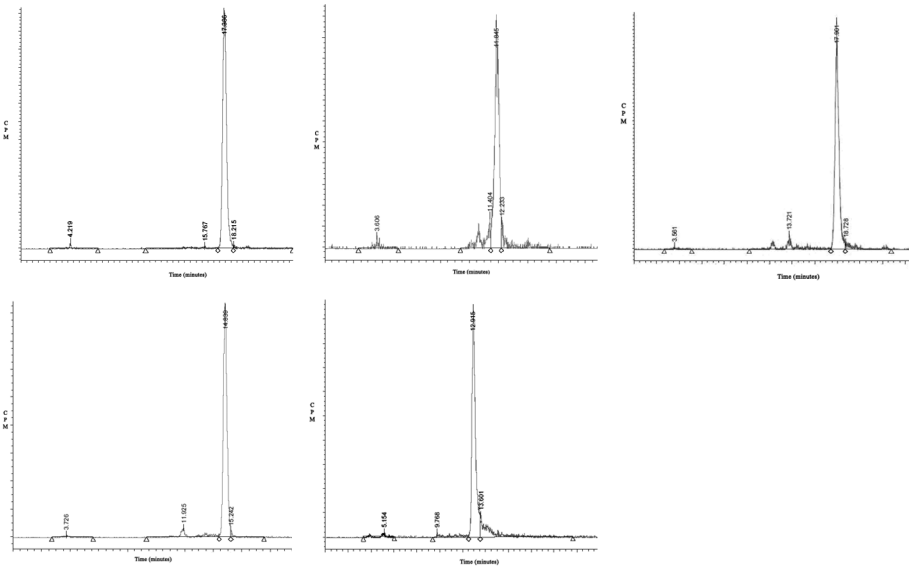 17.986
C
P
M
4.219
15.767
18.215
Time (minutes)
11.845
C
P
M
3.606
11.404
12.233
Time (minutes)
17.901
C
P
M
3.561
13.721
18.728
Time (minutes)
14.839
C
P
M
3.726
11.925
15.242
Time (minutes)
12.915
C
P
M
5.154
9.768
13.601
Time (minutes)